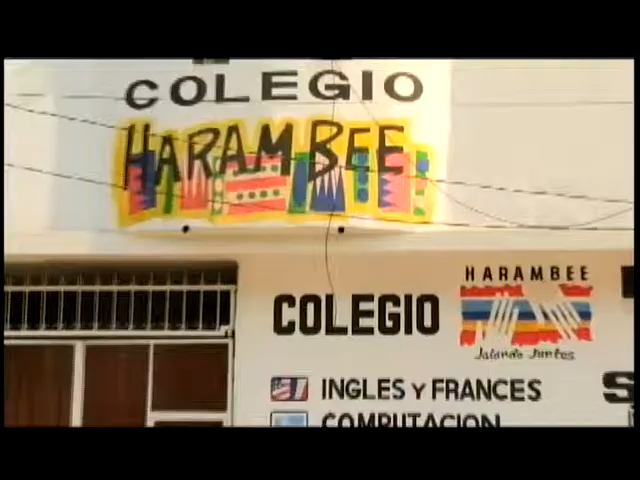 COLEGIO
HARAMBEE
HARAMBEE
COLEGIO
Jalando Juntos
INGLES Y FRANCES
COMPUTACION